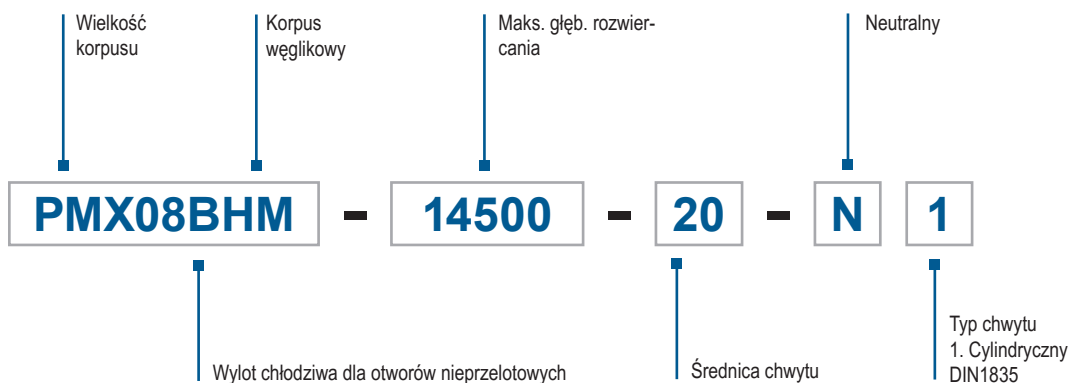 Wielkość
korpusu
Korpus
węglikowy
Maks. głęb. rozwier-
cania
Neutralny
PMX08BHM - 14500 - 20 - N 1
Wylot chłodziwa dla otworów nieprzelotowych
Średnica chwytu
Typ chwytu
1. Cylindryczny
DIN1835